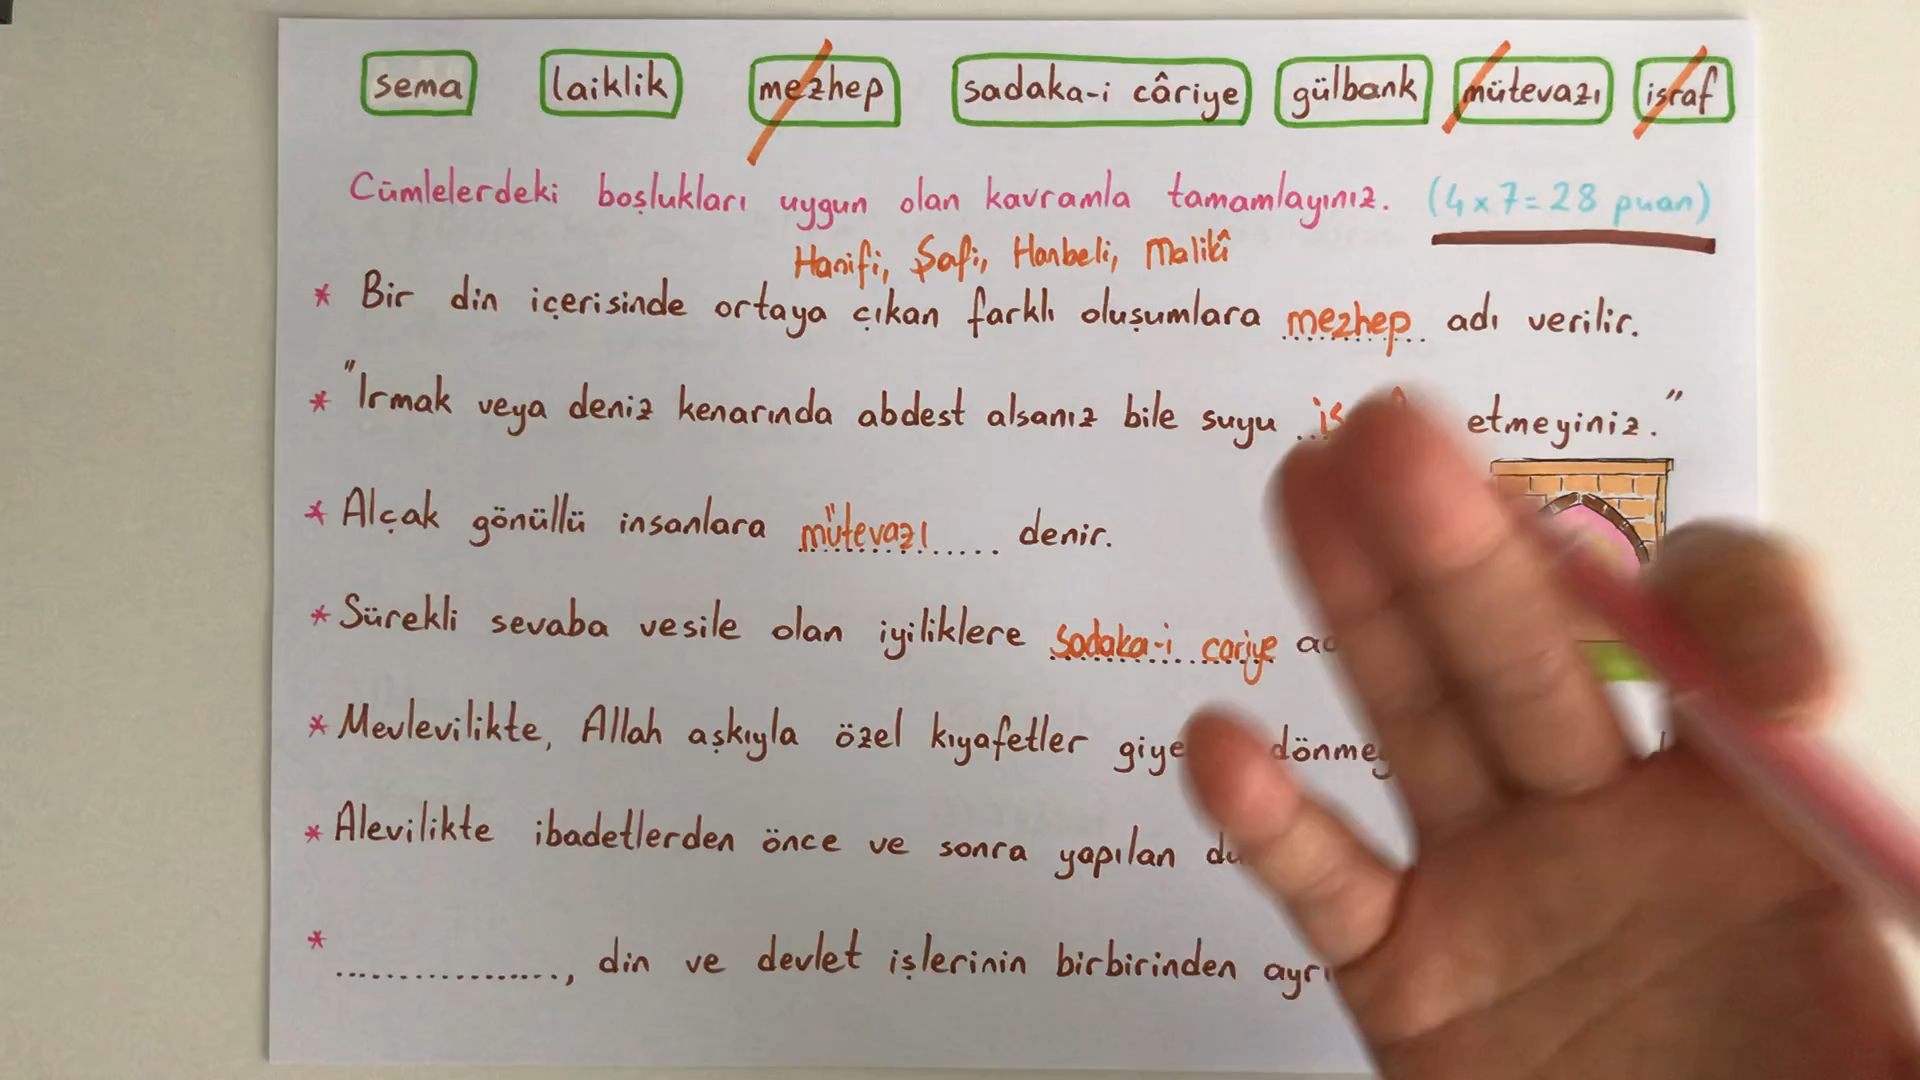 sema laiklik mezhep sadaka-i câriye gülbank mütevazı israf
Cümlelerdeki boşlukları uygun olan kavramla tamamlayınız. (4x7=28 puan)
Hanifi, Şafi, Hanbeli, Malikî
* Bir din içerisinde ortaya çıkan farklı oluşumlara mezhep adı verilir.
* "Irmak veya deniz kenarında abdest alsanız bile suyu etmeyiniz."
* Alçak gönüllü insanlara mütevazı..... denir.
* Sürekli sevaba vesile olan iyiliklere sadaka-i cariye
* Mevlevilikte, Allah aşkıyla özel kıyafetler
* Alevilikte ibadetlerden önce ve sonra yapılan
* .................., din ve devlet işlerinin birbirinden